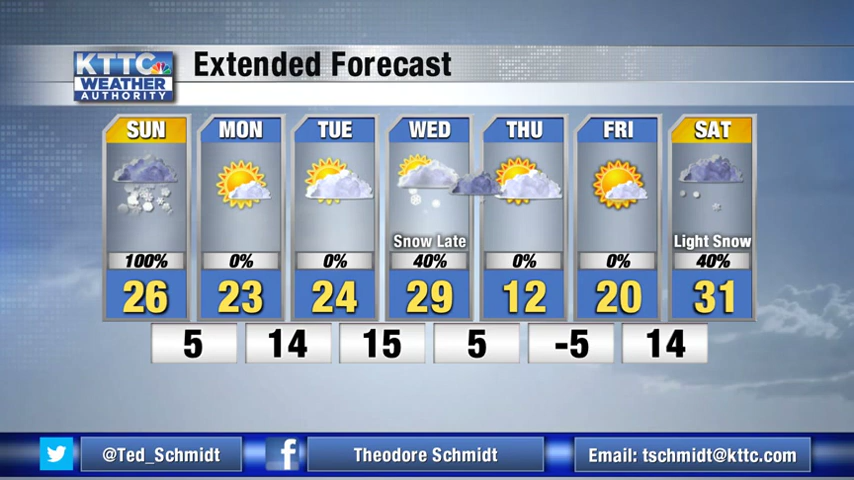 KTTC
WEATHER
AUTHORITY
Extended Forecast
SUN MON TUE WED THU FRI SAT
Snow Late Light Snow
100% 0% 0% 40% 0% 0% 40%
26 23 24 29 12 20 31
5 14 15 5 -5 14
@Ted_Schmidt Theodore Schmidt Email: tschmidt@kttc.com